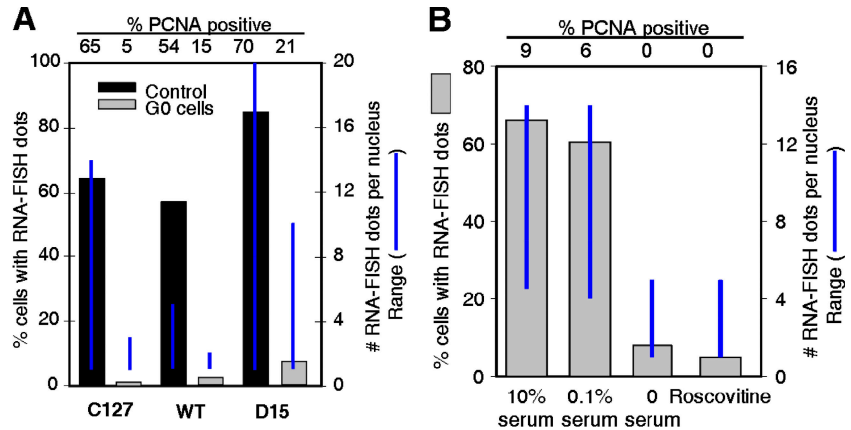 A
% PCNA positive
65 5 54 15 70 21
100
80
60
40
20
0
% cells with RNA-FISH dots
Control
G0 cells
20
16
12
8
4
0
# RNA-FISH dots per nucleus
Range ( )
C127 WT D15
B
% PCNA positive
9 6 0 0
80
70
60
40
20
0
% cells with RNA-FISH dots
16
12
8
4
0
# RNA-FISH dots per nucleus
Range ( )
10% 0.1% 0 Roscovitine
serum serum serum